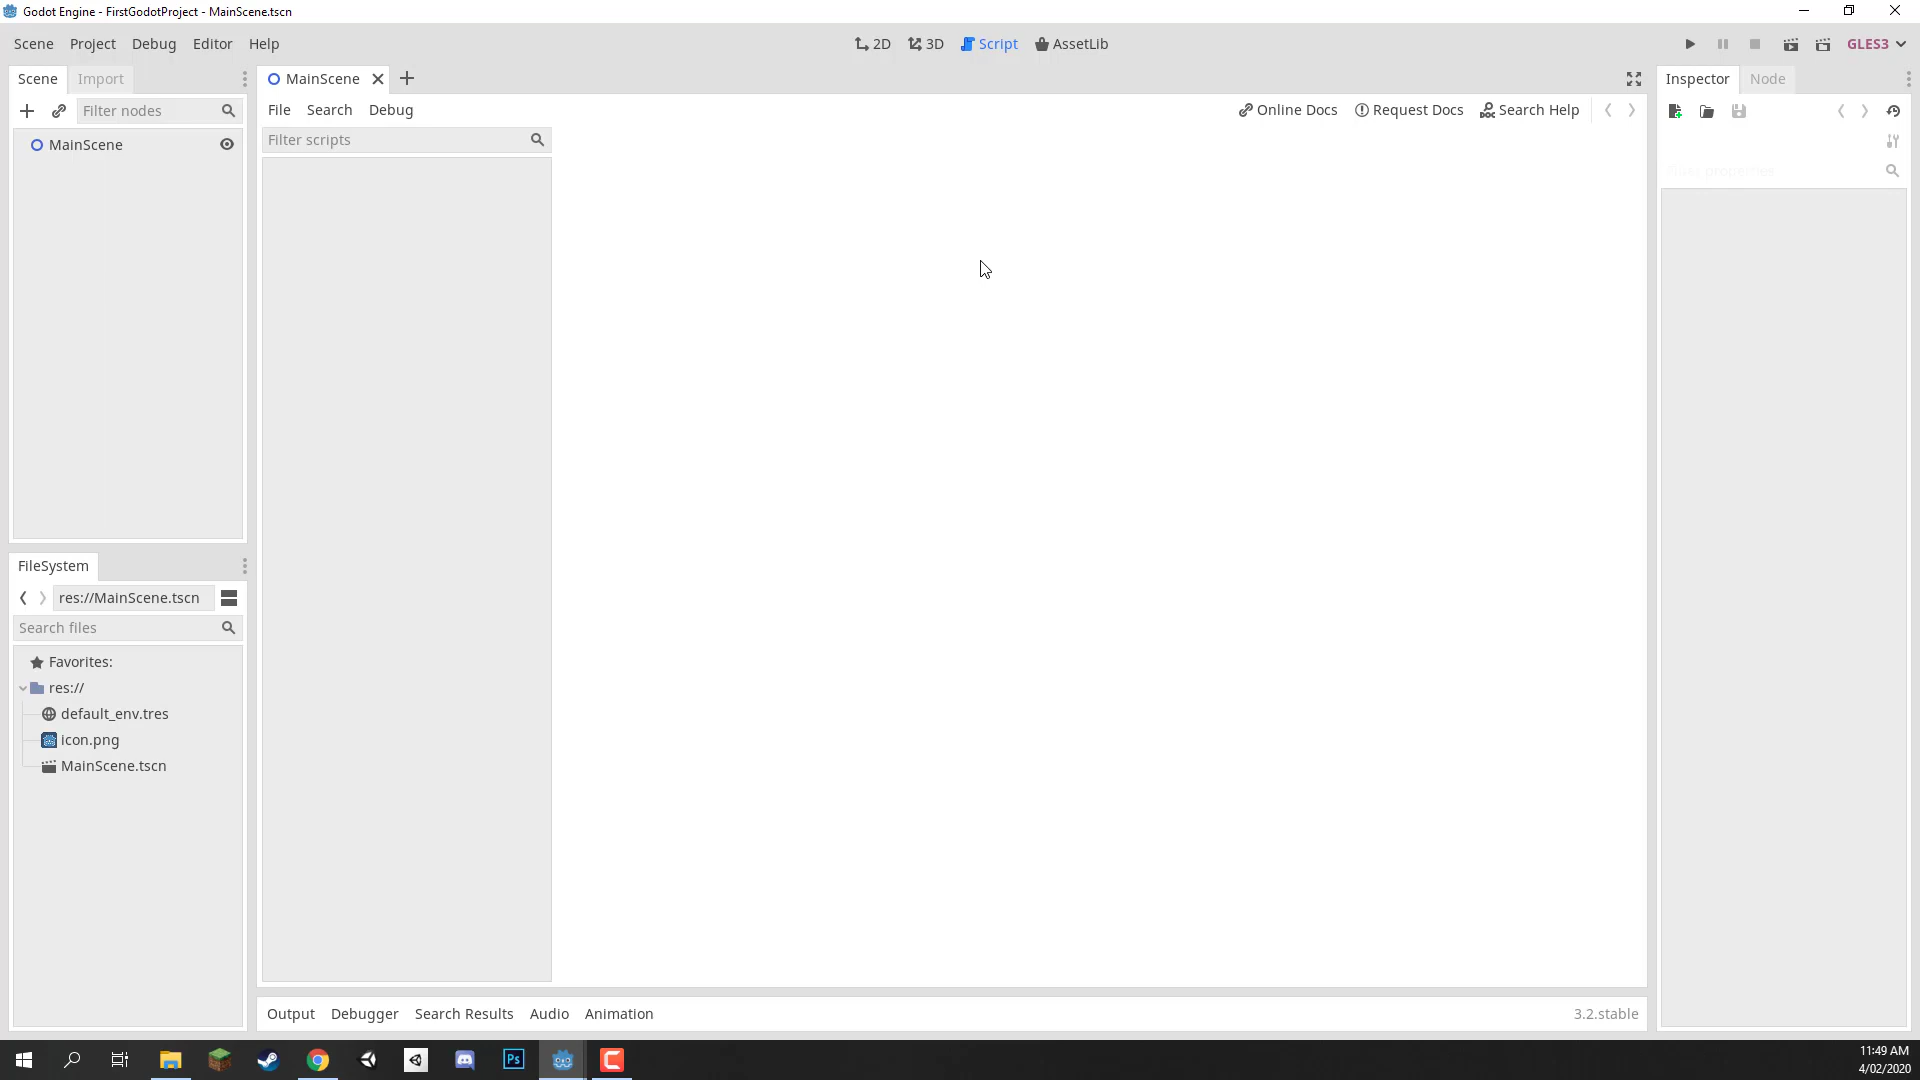 Godot Engine - FirstGodotProject - MainScene.tscn
Scene Project Debug Editor Help
2D 3D Script AssetLib
GLES3
Scene Import
MainScene
Inspector Node
Filter nodes
File Search Debug
Online Docs Request Docs Search Help
MainScene
Filter scripts
Filter properties
FileSystem
res://MainScene.tscn
Search files
Favorites:
res://
default_env.tres
icon.png
MainScene.tscn
Output Debugger Search Results Audio Animation
3.2.stable
Ps
11:49 AM
4/02/2020